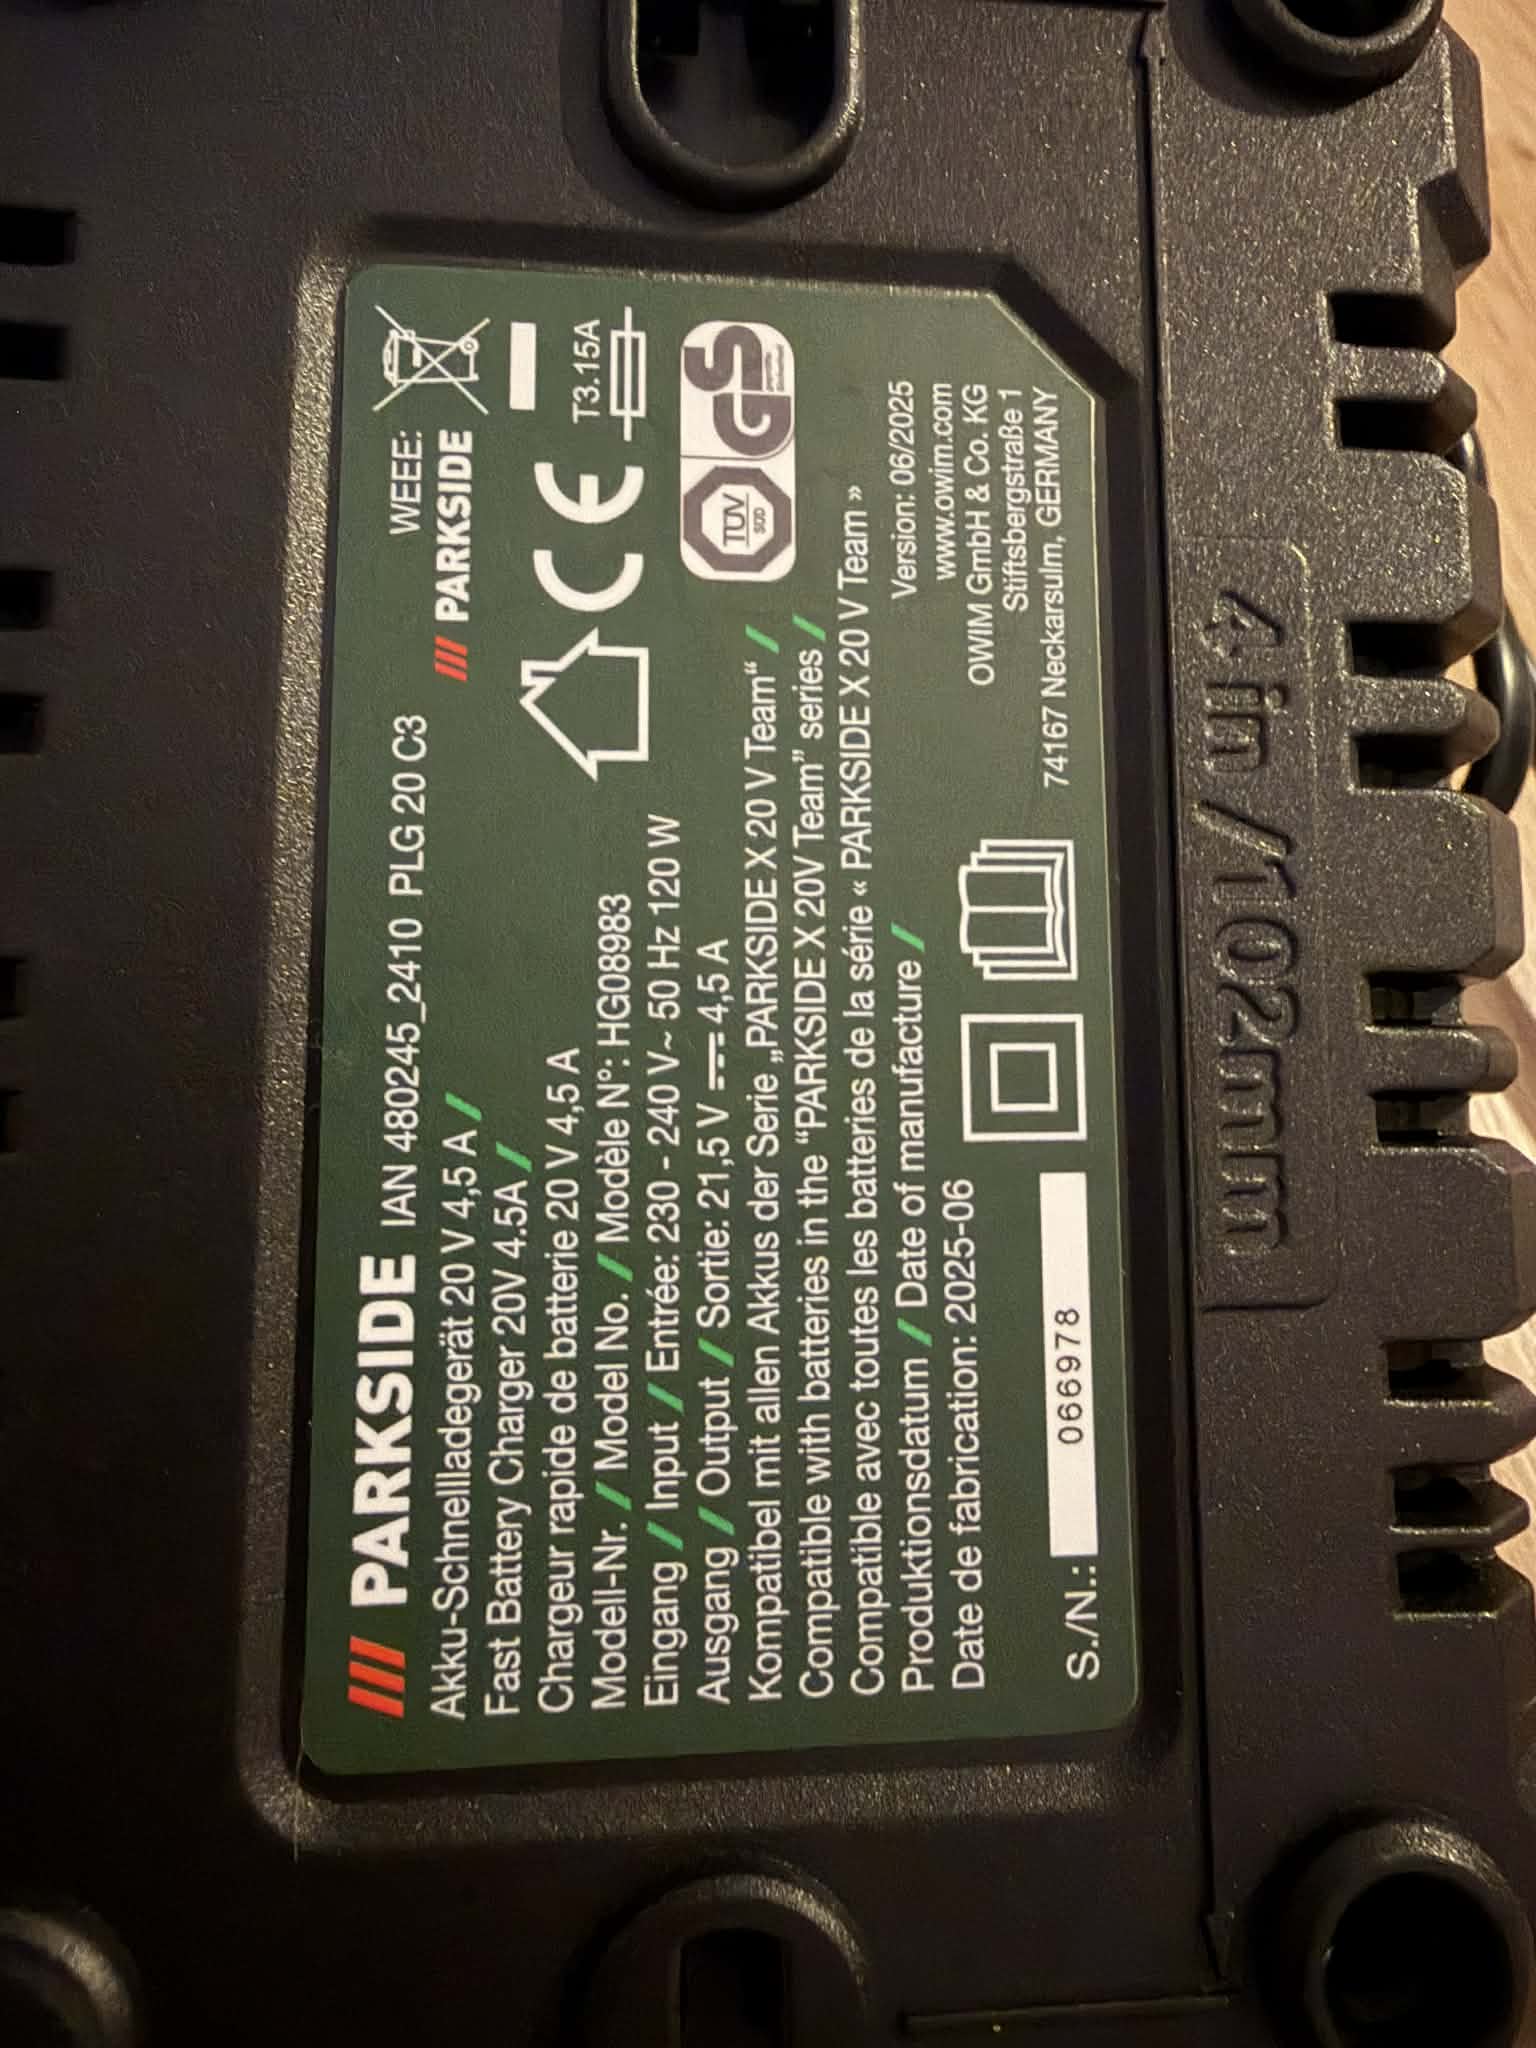 PARKSIDE IAN 480245_2410 PLG 20 C3
Akku-Schnellladegerät 20 V 4,5 A /
Fast Battery Charger 20V 4.5A /
Chargeur rapide de batterie 20 V 4,5 A
Modell-Nr. / Model No. / Modèle N°: HG08983
Eingang / Input / Entrée: 230 - 240 V~ 50 Hz 120 W
Ausgang / Output / Sortie: 21,5 V ⎓ 4,5 A
Kompatibel mit allen Akkus der Serie „PARKSIDE X 20 V Team“ /
Compatible with batteries in the “PARKSIDE X 20V Team” series /
Compatible avec toutes les batteries de la série « PARKSIDE X 20 V Team »
Produktionsdatum / Date of manufacture /
Date de fabrication: 2025-06
S./N.: 066978
WEEE:
PARKSIDE
CE
T3.15A
TÜV
SÜD
GS
Version: 06/2025
www.owim.com
OWIM GmbH & Co. KG
Stiftsbergstraße 1
74167 Neckarsulm, GERMANY
4 in / 102mm